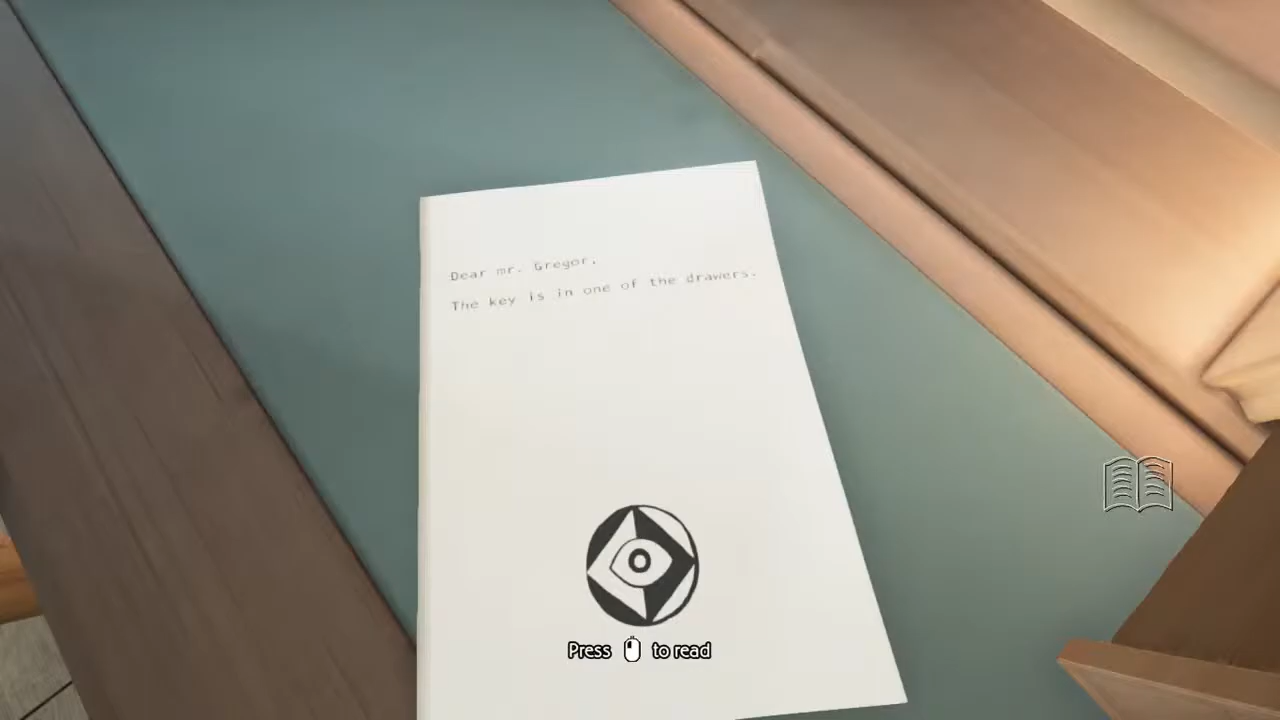 Dear mr. Gregor,
The key is in one of the drawers.
Press to read